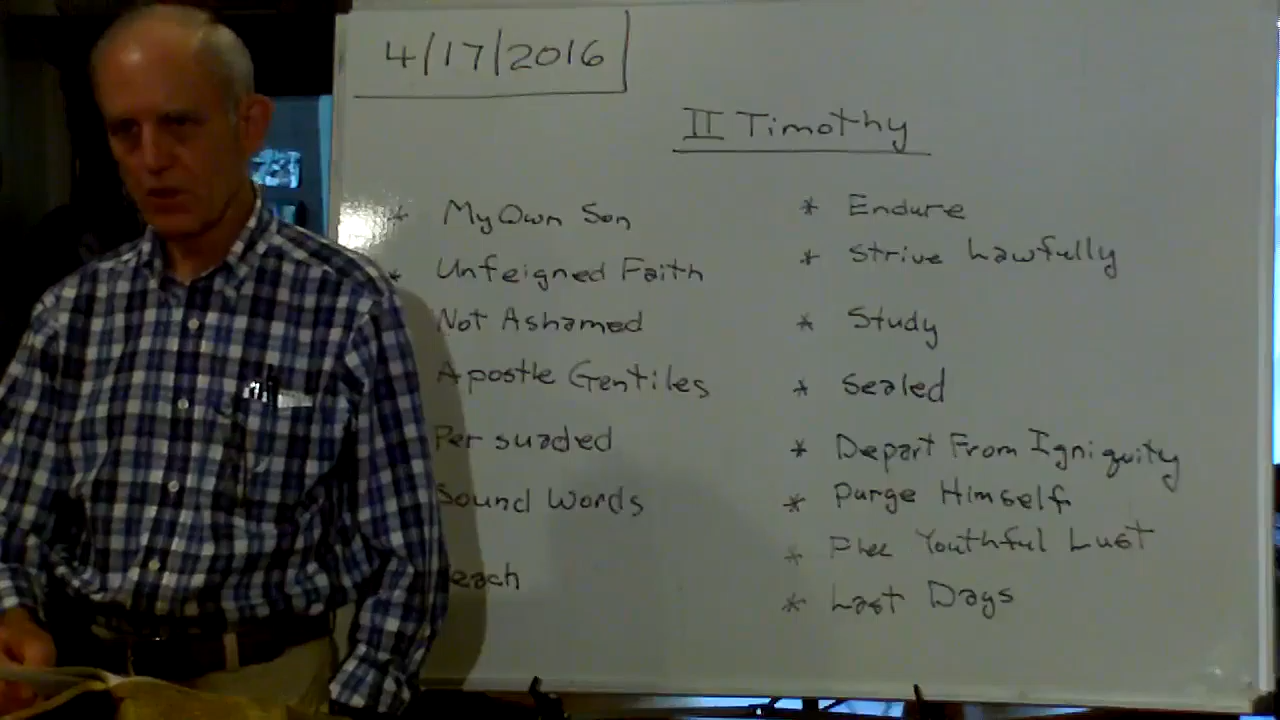 4/17/2016
II Timothy
* My Own Son
* Unfeigned Faith
Not Ashamed
Apostle Gentiles
Persuaded
Sound Words
each
* Endure
* Strive Lawfully
* Study
* Sealed
* Depart From Igniquity
* Purge Himself
* Flee Youthful Lust
* Last Days